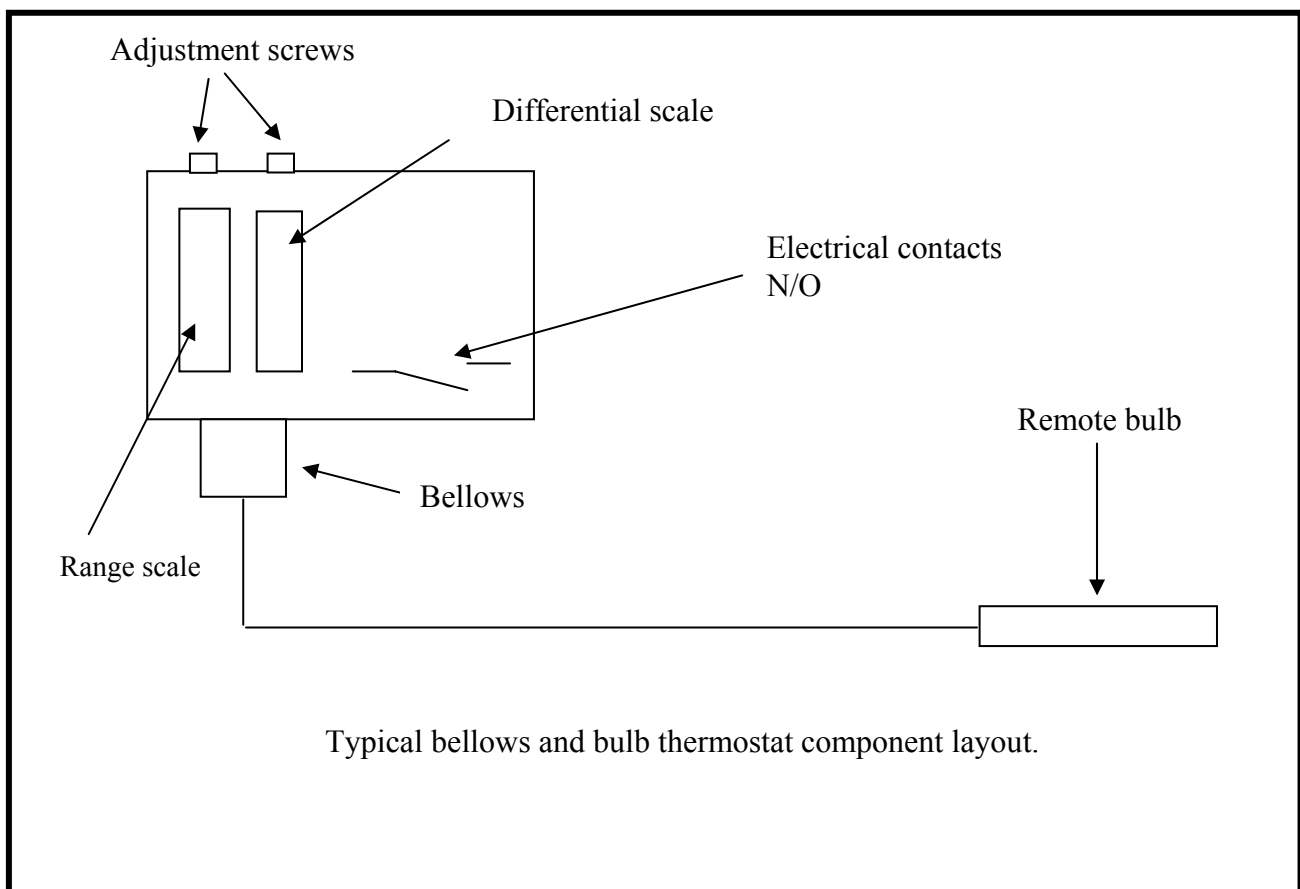 Adjustment screws
Differential scale
Electrical contacts
N/O
Remote bulb
Bellows
Range scale
Typical bellows and bulb thermostat component layout.